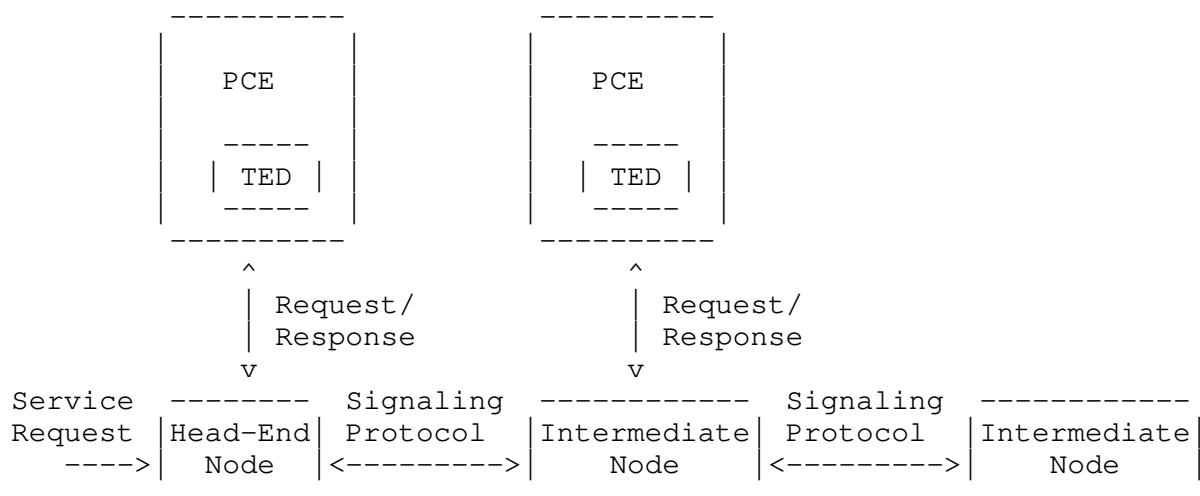 PCE PCE
TED TED
Request/ Request/
Response Response
Service Signaling Signaling
Request Head-End Protocol Intermediate Protocol Intermediate
Node Node Node